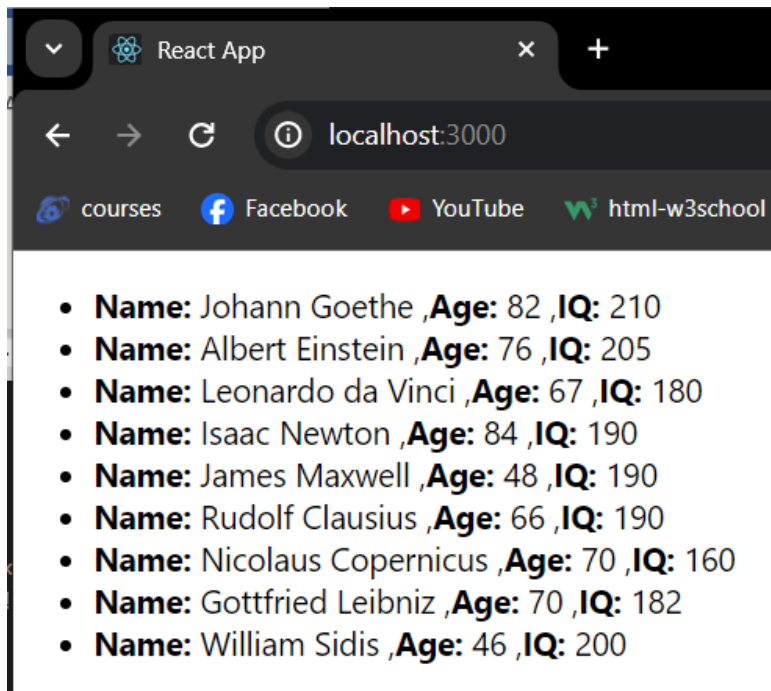 React App
localhost:3000
courses Facebook YouTube html-w3school
• Name: Johann Goethe ,Age: 82 ,IQ: 210
• Name: Albert Einstein ,Age: 76 ,IQ: 205
• Name: Leonardo da Vinci ,Age: 67 ,IQ: 180
• Name: Isaac Newton ,Age: 84 ,IQ: 190
• Name: James Maxwell ,Age: 48 ,IQ: 190
• Name: Rudolf Clausius ,Age: 66 ,IQ: 190
• Name: Nicolaus Copernicus ,Age: 70 ,IQ: 160
• Name: Gottfried Leibniz ,Age: 70 ,IQ: 182
• Name: William Sidis ,Age: 46 ,IQ: 200